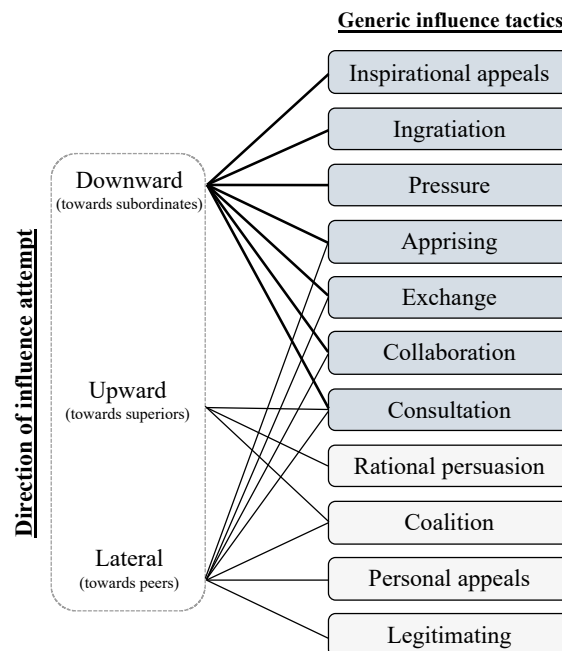 Generic influence tactics
Direction of influence attempt
Downward
(towards subordinates)
Upward
(towards superiors)
Lateral
(towards peers)
Inspirational appeals
Ingratiation
Pressure
Apprising
Exchange
Collaboration
Consultation
Rational persuasion
Coalition
Personal appeals
Legitimating